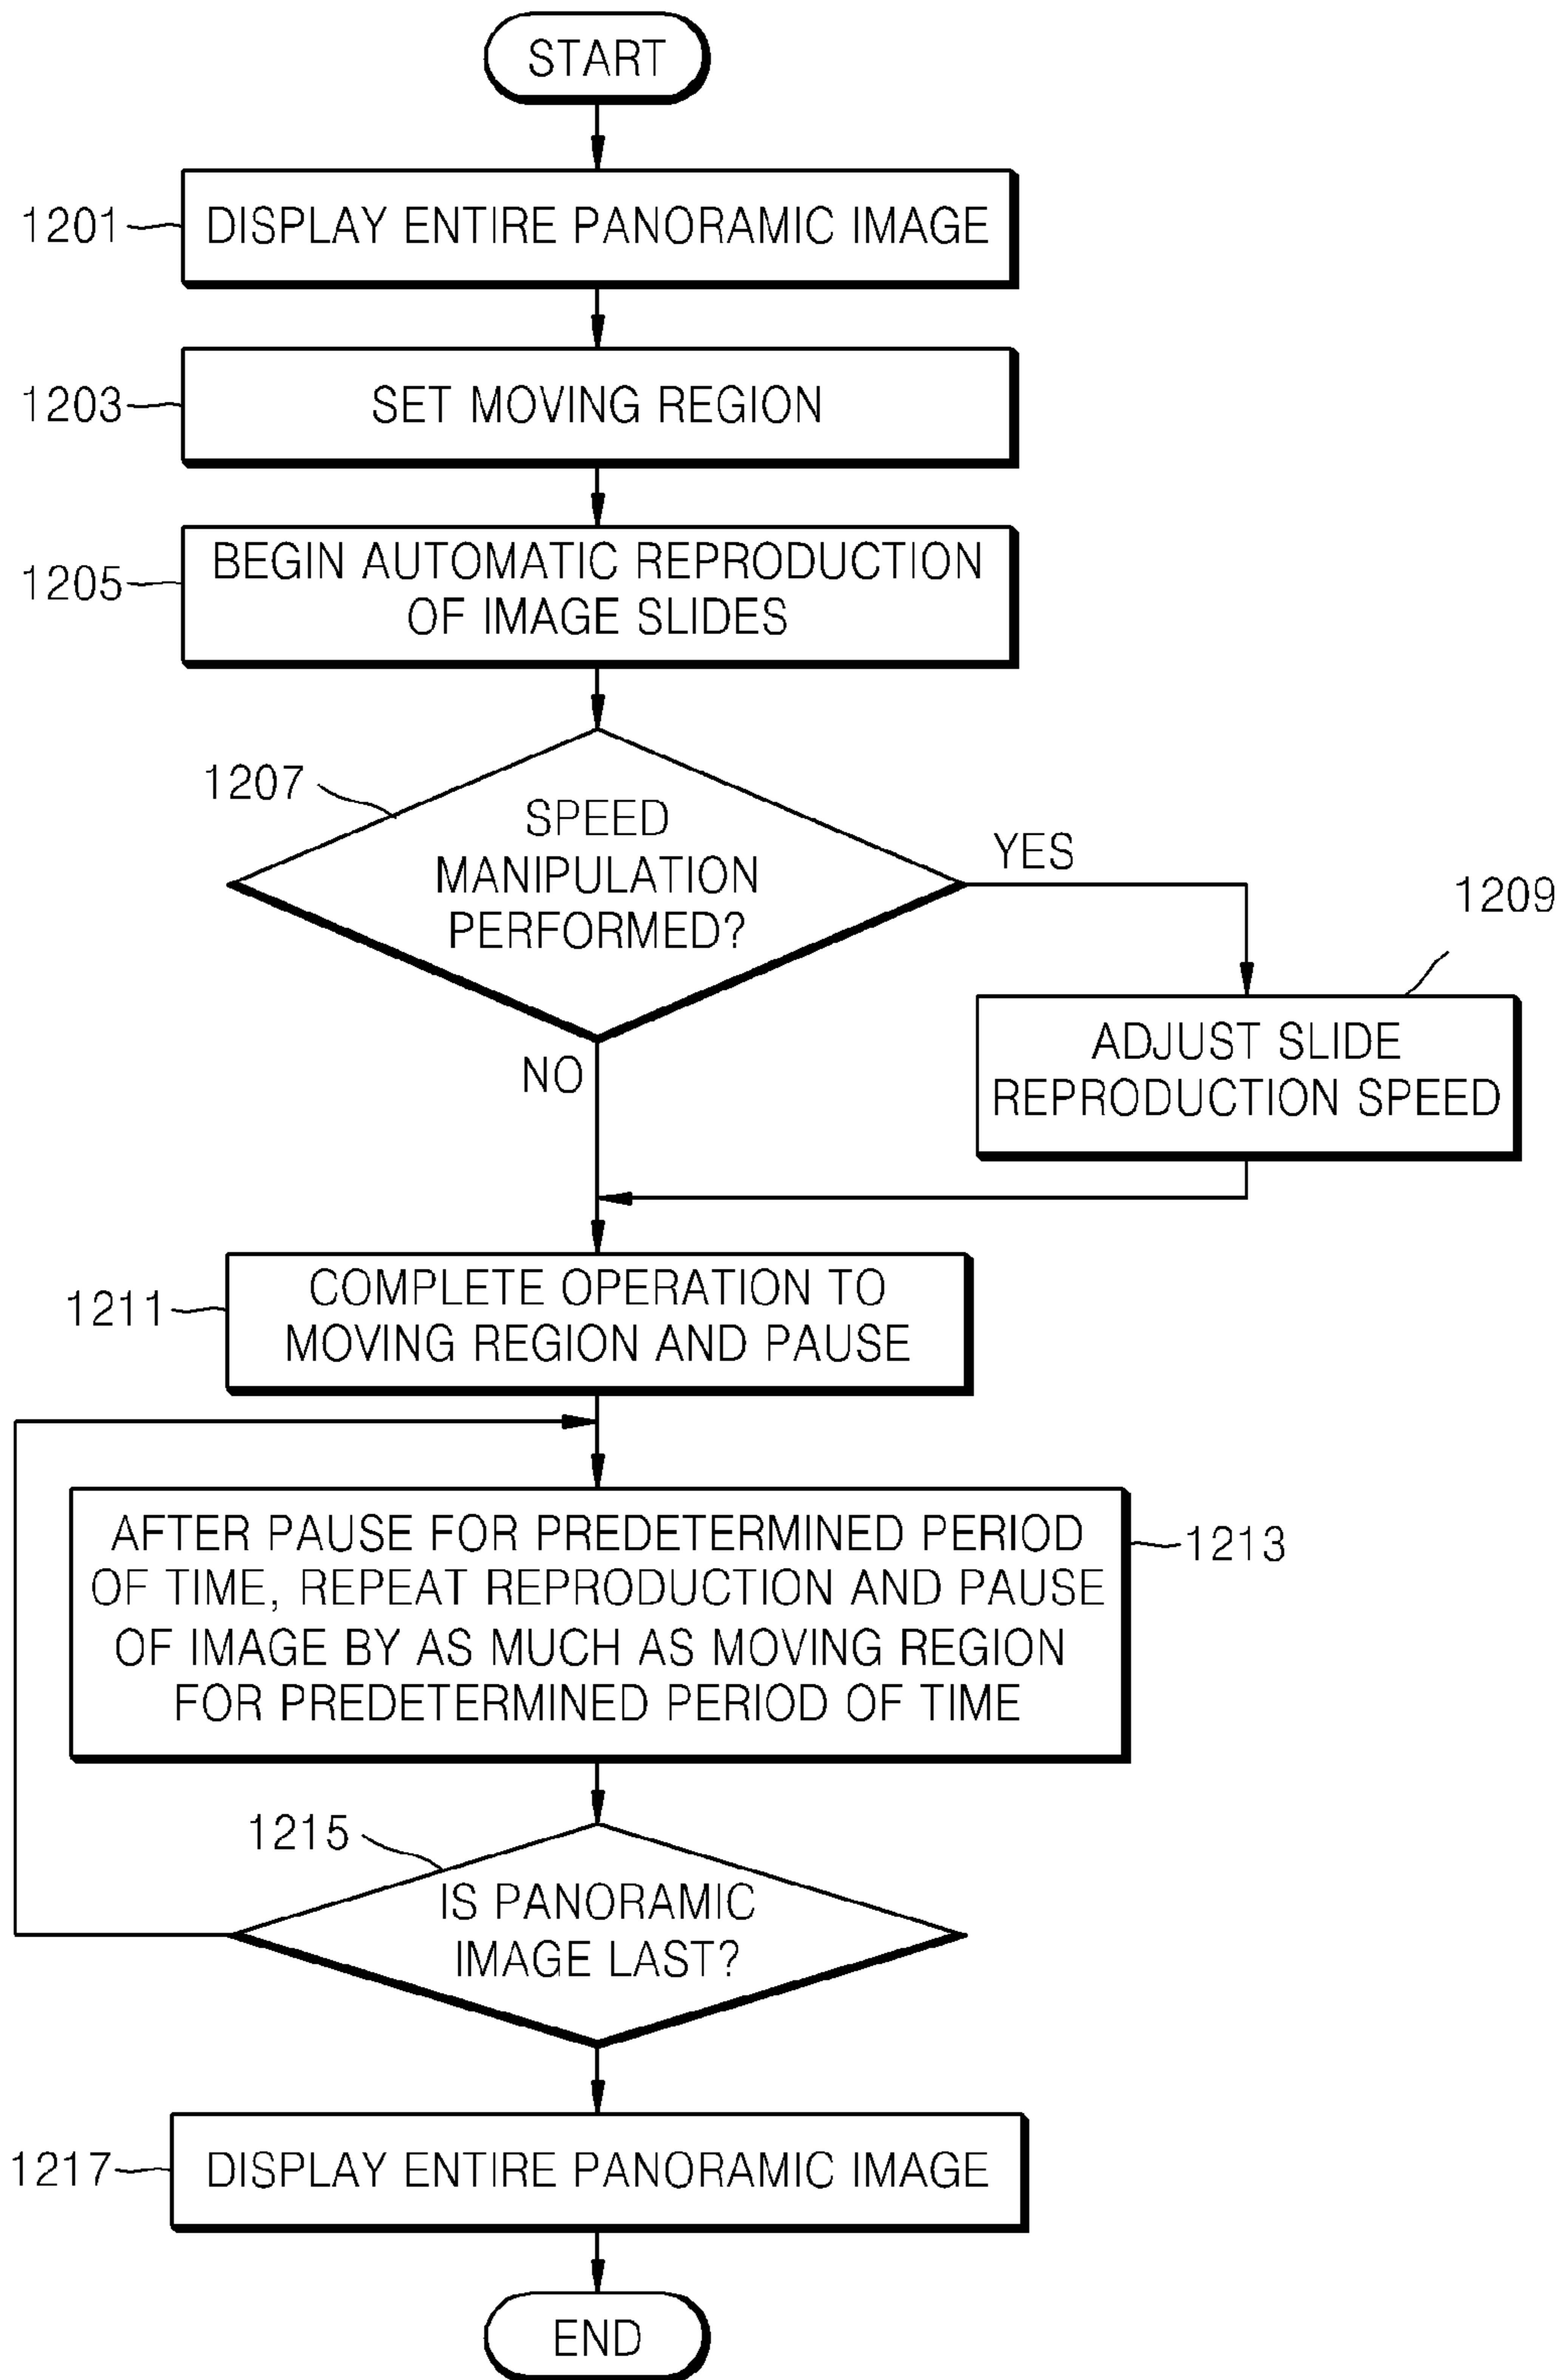 START
1201
DISPLAY ENTIRE PANORAMIC IMAGE
1203
SET MOVING REGION
1205
BEGIN AUTOMATIC REPRODUCTION
OF IMAGE SLIDES
1207
SPEED
MANIPULATION
PERFORMED?
YES
1209
ADJUST SLIDE
REPRODUCTION SPEED
NO
1211
COMPLETE OPERATION TO
MOVING REGION AND PAUSE
1213
AFTER PAUSE FOR PREDETERMINED PERIOD
OF TIME, REPEAT REPRODUCTION AND PAUSE
OF IMAGE BY AS MUCH AS MOVING REGION
FOR PREDETERMINED PERIOD OF TIME
1215
IS PANORAMIC
IMAGE LAST?
1217
DISPLAY ENTIRE PANORAMIC IMAGE
END